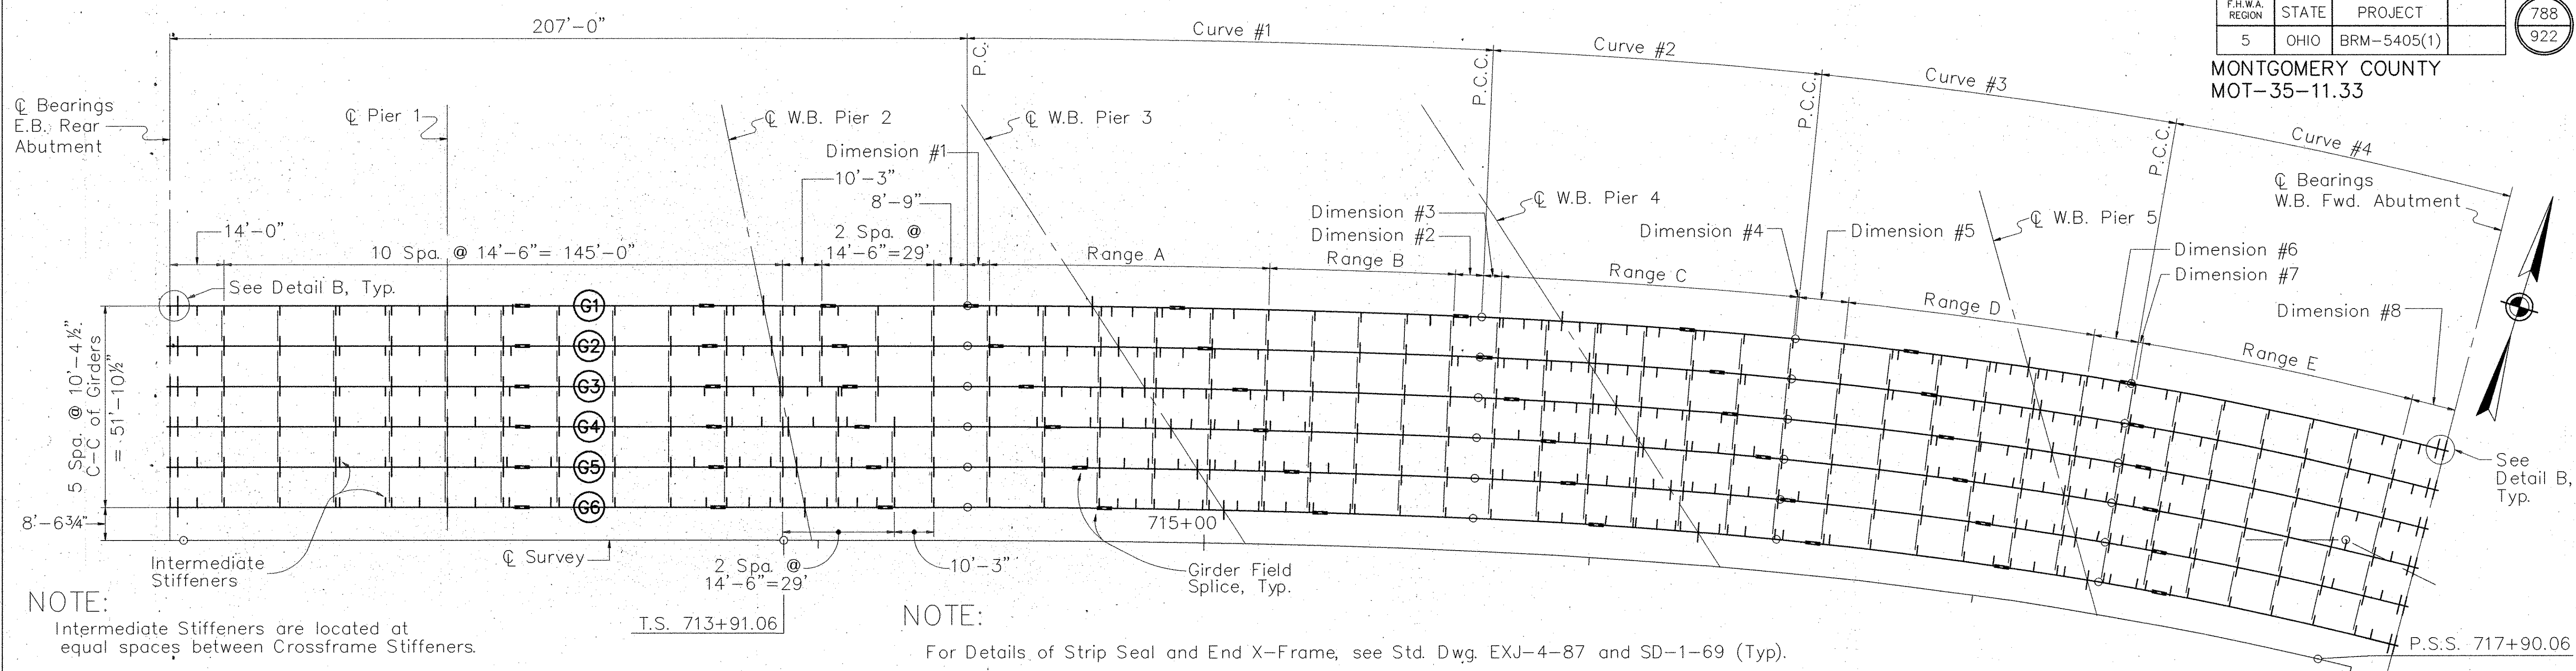 F.H.W.A. REGION STATE PROJECT
5 OHIO BRM-5405(1)
788
922
MONTGOMERY COUNTY
MOT-35-11.33
207'-0"
P.C.
Curve #1
P.C.C.
Curve #2
P.C.C.
Curve #3
P.C.C.
Curve #4
℄ Bearings
E.B. Rear
Abutment
℄ Pier 1
℄ W.B. Pier 2
℄ W.B. Pier 3
℄ W.B. Pier 4
℄ W.B. Pier 5
℄ Bearings
W.B. Fwd. Abutment
Dimension #1
10'-3"
8'-9"
2 Spa. @
14'-6"=29'
14'-0"
10 Spa. @ 14'-6"= 145'-0"
Range A
Range B
Dimension #3
Dimension #2
Range C
Dimension #4
Dimension #5
Range D
Dimension #6
Dimension #7
Dimension #8
Range E
See Detail B, Typ.
5 Spa. @ 10'-4½"
C-C of Girders
= 51'-10½"
8'-6¾"
G1
G2
G3
G4
G5
G6
See
Detail B,
Typ.
Intermediate
Stiffeners
℄ Survey
2 Spa. @
14'-6"=29'
10'-3"
715+00
Girder Field
Splice, Typ.
T.S. 713+91.06
P.S.S. 717+90.06
NOTE:
Intermediate Stiffeners are located at
equal spaces between Crossframe Stiffeners.
NOTE:
For Details of Strip Seal and End X-Frame, see Std. Dwg. EXJ-4-87 and SD-1-69 (Typ).